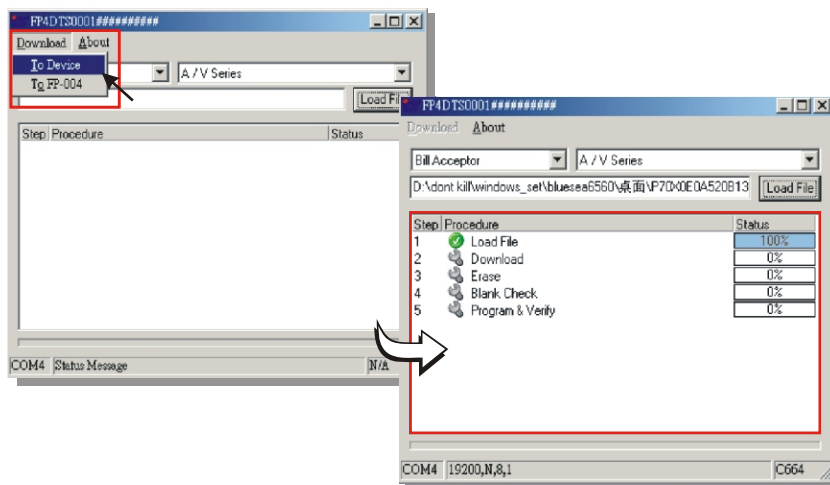 FP4DTS0001##########
Download About
To Device
To FP-004
A / V Series
Load Fil
Step Procedure Status
COM4 Status Message N/A
FP4DTS0001##########
Download About
Bill Acceptor A / V Series
D:\dont kill\windows_set\bluesea6560\桌面\P70X0E0A520B13 Load File
Step Procedure Status
1 Load File 100%
2 Download 0%
3 Erase 0%
4 Blank Check 0%
5 Program & Verify 0%
COM4 19200,N,8,1 C664